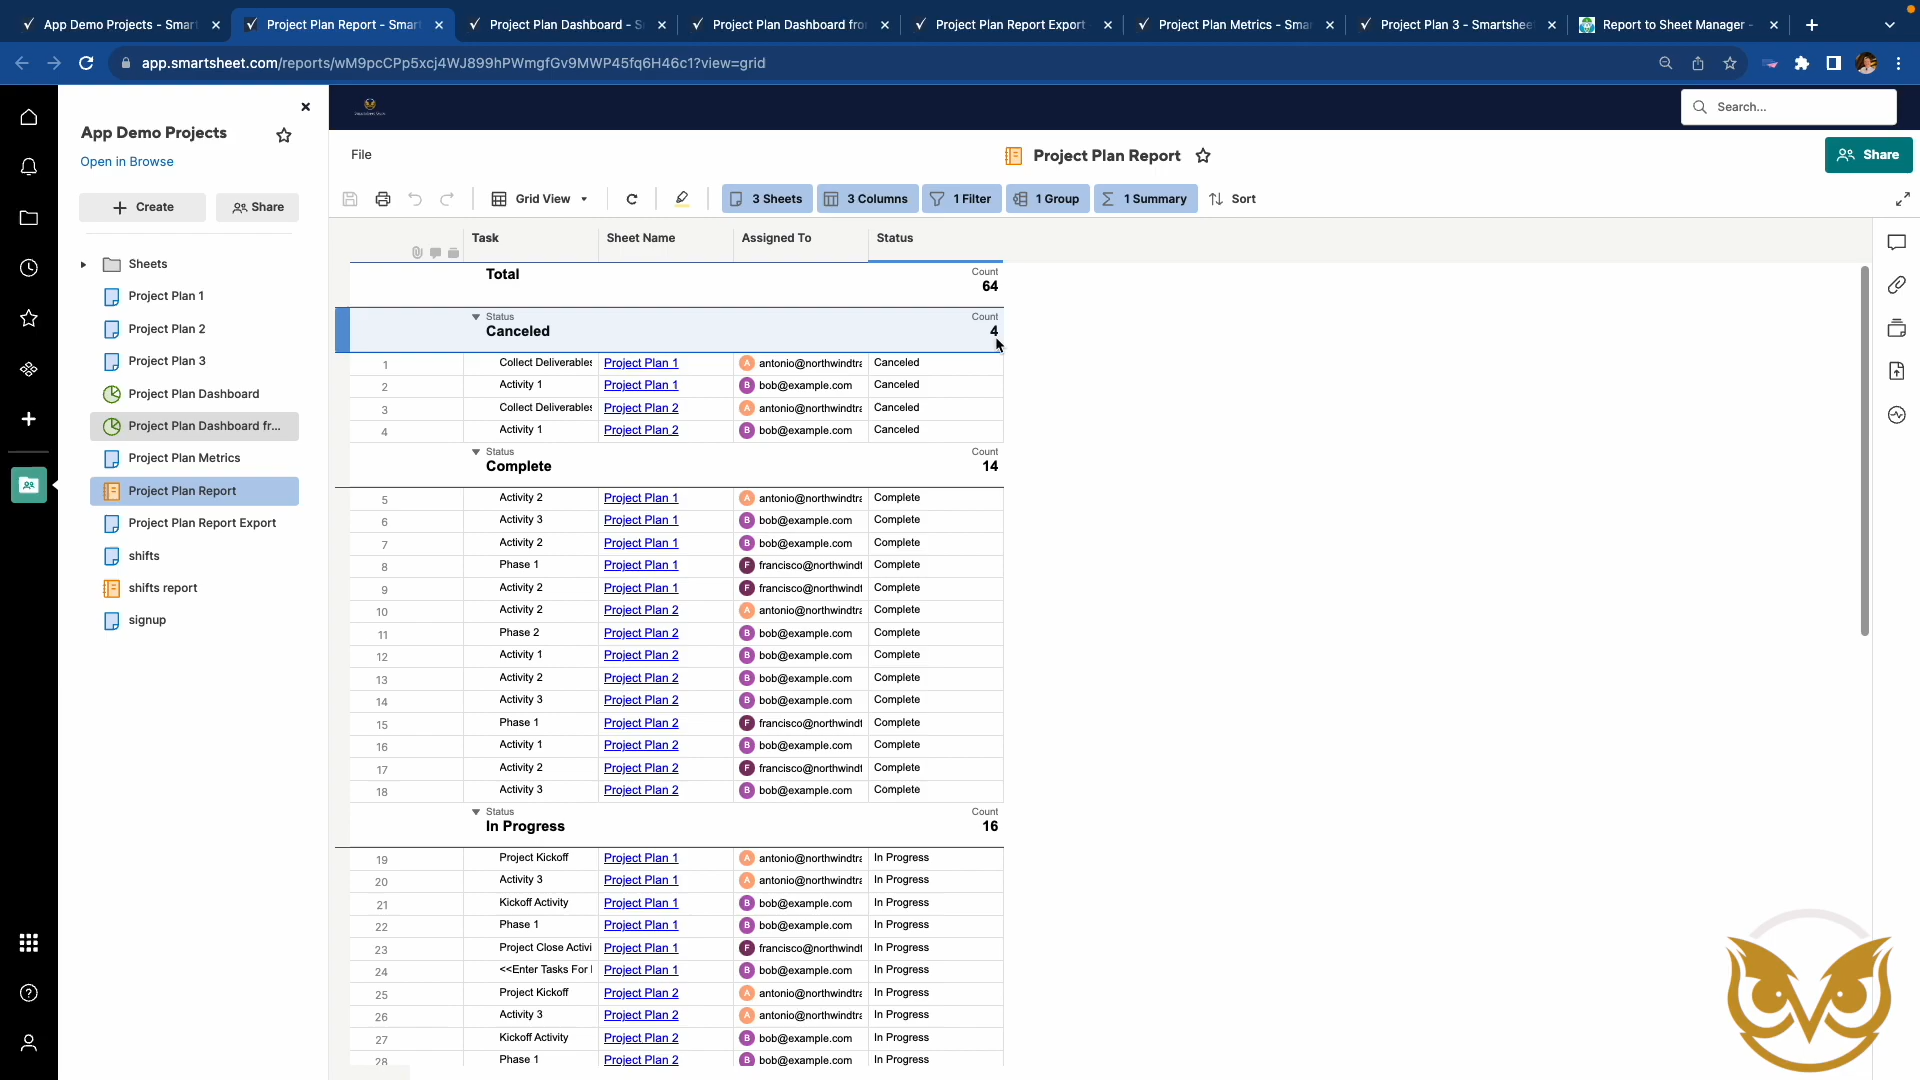 App Demo Projects - Smart
Project Plan Report - Smar
Project Plan Dashboard - S
Project Plan Dashboard fro
Project Plan Report Export
Project Plan Metrics - Sma
Project Plan 3 - Smartshee
Report to Sheet Manager -
app.smartsheet.com/reports/wM9pcCPp5xcj4WJ899hPWmgfGv9MWP45fq6H46c1?view=grid
Search...
App Demo Projects
Open in Browse
Create
Share
Sheets
Project Plan 1
Project Plan 2
Project Plan 3
Project Plan Dashboard
Project Plan Dashboard fr...
Project Plan Metrics
Project Plan Report
Project Plan Report Export
shifts
shifts report
signup
File
Project Plan Report
Share
Grid View
3 Sheets
3 Columns
1 Filter
1 Group
1 Summary
Sort
Task Sheet Name Assigned To Status
Total Count
64
Status Count
Canceled 4
1 Collect Deliverables Project Plan 1 A antonio@northwindtra Canceled
2 Activity 1 Project Plan 1 B bob@example.com Canceled
3 Collect Deliverables Project Plan 2 A antonio@northwindtra Canceled
4 Activity 1 Project Plan 2 B bob@example.com Canceled
Status Count
Complete 14
5 Activity 2 Project Plan 1 A antonio@northwindtra Complete
6 Activity 3 Project Plan 1 B bob@example.com Complete
7 Activity 2 Project Plan 1 B bob@example.com Complete
8 Phase 1 Project Plan 1 F francisco@northwindt Complete
9 Activity 2 Project Plan 1 F francisco@northwindt Complete
10 Activity 2 Project Plan 2 A antonio@northwindtra Complete
11 Phase 2 Project Plan 2 B bob@example.com Complete
12 Activity 1 Project Plan 2 B bob@example.com Complete
13 Activity 2 Project Plan 2 B bob@example.com Complete
14 Activity 3 Project Plan 2 B bob@example.com Complete
15 Phase 1 Project Plan 2 F francisco@northwindt Complete
16 Activity 1 Project Plan 2 B bob@example.com Complete
17 Activity 2 Project Plan 2 F francisco@northwindt Complete
18 Activity 3 Project Plan 2 B bob@example.com Complete
Status Count
In Progress 16
19 Project Kickoff Project Plan 1 A antonio@northwindtra In Progress
20 Activity 3 Project Plan 1 A antonio@northwindtra In Progress
21 Kickoff Activity Project Plan 1 B bob@example.com In Progress
22 Phase 1 Project Plan 1 B bob@example.com In Progress
23 Project Close Activi Project Plan 1 F francisco@northwindt In Progress
24 <<Enter Tasks For Project Plan 1 B bob@example.com In Progress
25 Project Kickoff Project Plan 2 A antonio@northwindtra In Progress
26 Activity 3 Project Plan 2 A antonio@northwindtra In Progress
27 Kickoff Activity Project Plan 2 B bob@example.com In Progress
28 Phase 1 Project Plan 2 B bob@example.com In Progress